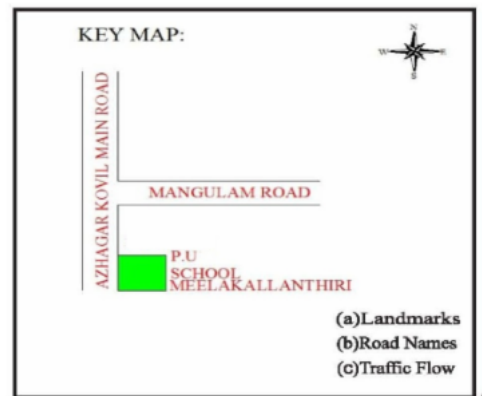 KEY MAP:
N
W E
S
AZHAGAR KOVIL MAIN ROAD
MANGULAM ROAD
P.U
SCHOOL
MEELAKALLANTHIRI
(a)Landmarks
(b)Road Names
(c)Traffic Flow